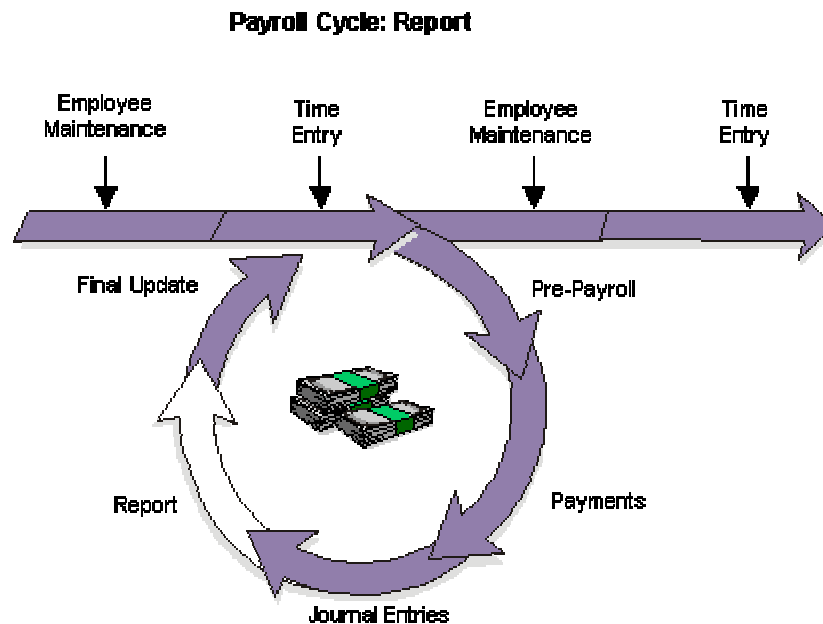 Payroll Cycle: Report
Employee
Maintenance
Time
Entry
Employee
Maintenance
Time
Entry
Final Update
Pre-Payroll
Report
Payments
Journal Entries